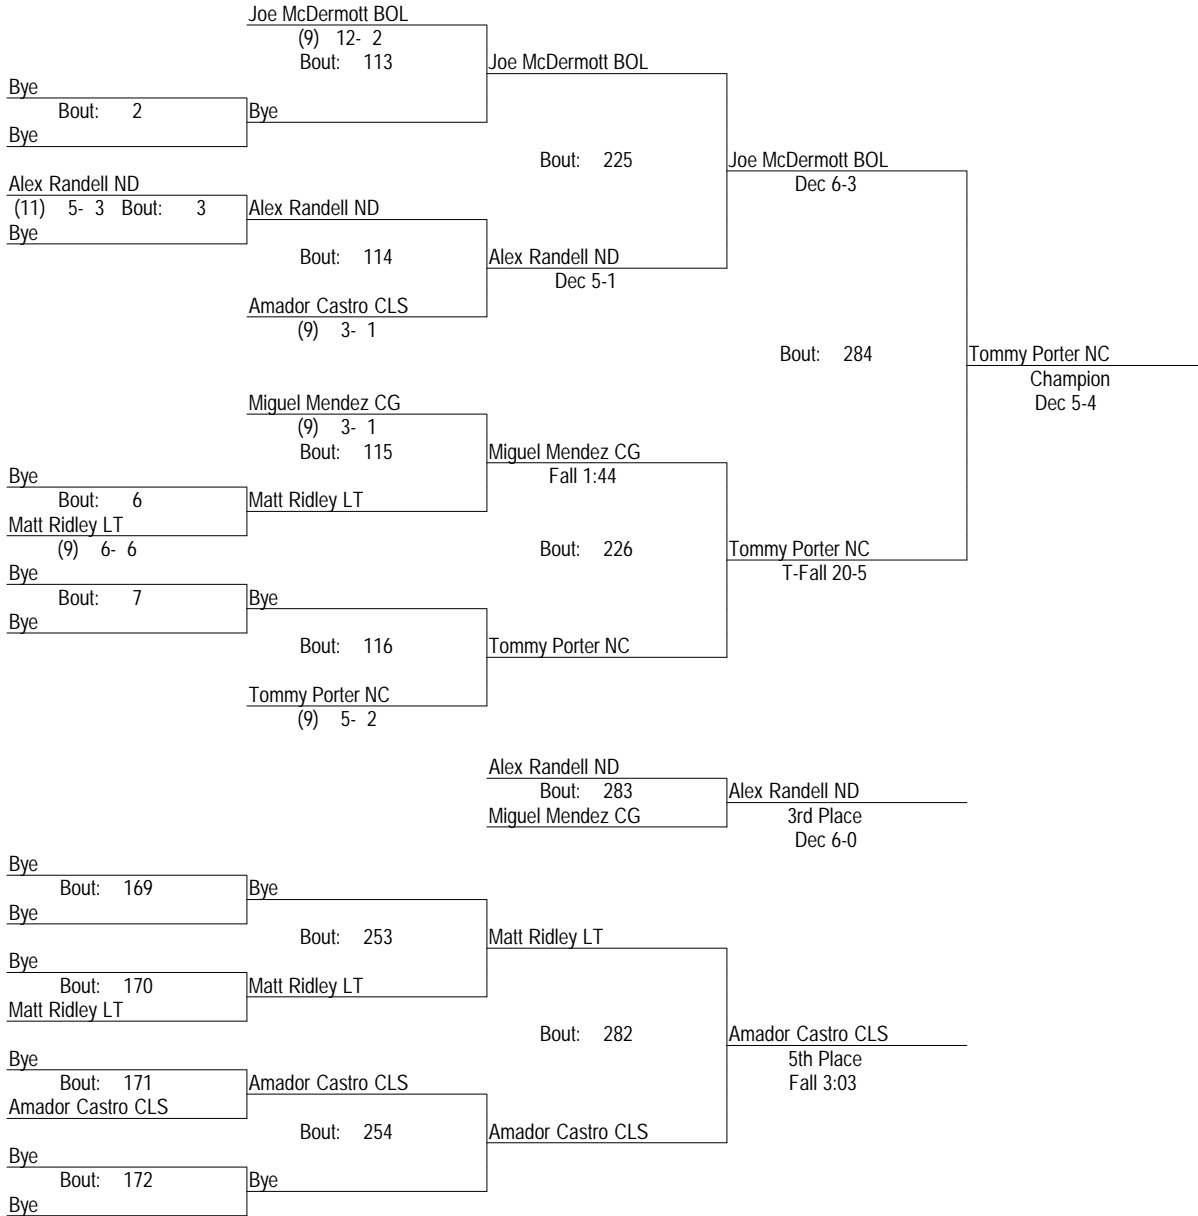 Joe McDermott BOL
(9) 12- 2
Bout: 113
Joe McDermott BOL
Bye
Bout: 2
Bye
Bye
Bout: 225
Joe McDermott BOL
Dec 6-3
Alex Randell ND
(11) 5- 3 Bout: 3
Alex Randell ND
Bye
Bout: 114
Alex Randell ND
Dec 5-1
Amador Castro CLS
(9) 3- 1
Bout: 284
Tommy Porter NC
Champion
Dec 5-4
Miguel Mendez CG
(9) 3- 1
Bout: 115
Miguel Mendez CG
Fall 1:44
Bye
Bout: 6
Matt Ridley LT
Matt Ridley LT
(9) 6- 6
Bout: 226
Tommy Porter NC
T-Fall 20-5
Bye
Bout: 7
Bye
Bye
Bout: 116
Tommy Porter NC
Tommy Porter NC
(9) 5- 2
Alex Randell ND
Bout: 283
Alex Randell ND
Miguel Mendez CG
3rd Place
Dec 6-0
Bye
Bout: 169
Bye
Bye
Bout: 253
Matt Ridley LT
Bye
Bout: 170
Matt Ridley LT
Matt Ridley LT
Bout: 282
Amador Castro CLS
5th Place
Fall 3:03
Bye
Bout: 171
Amador Castro CLS
Amador Castro CLS
Bout: 254
Amador Castro CLS
Bye
Bout: 172
Bye
Bye